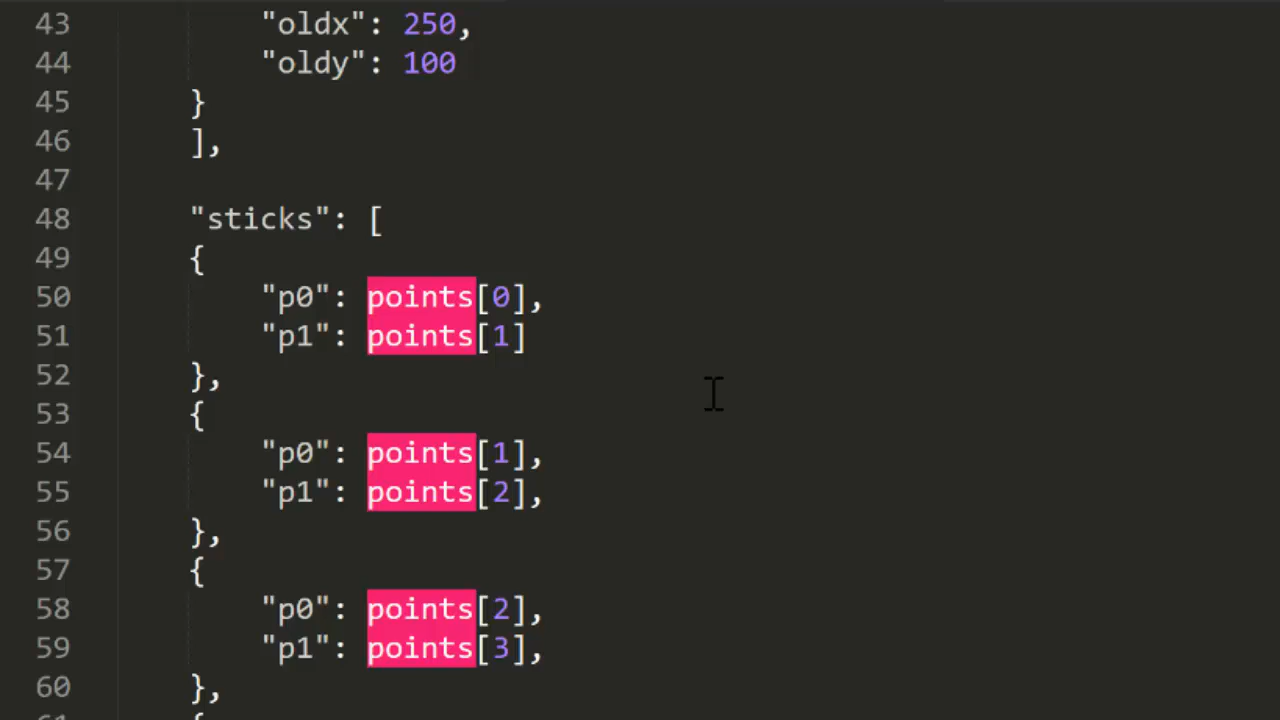 43 "oldx": 250,
44 "oldy": 100
45 }
46 ],
47
48 "sticks": [
49 {
50 "p0": points[0],
51 "p1": points[1]
52 },
53 {
54 "p0": points[1],
55 "p1": points[2],
56 },
57 {
58 "p0": points[2],
59 "p1": points[3],
60 },
61 {